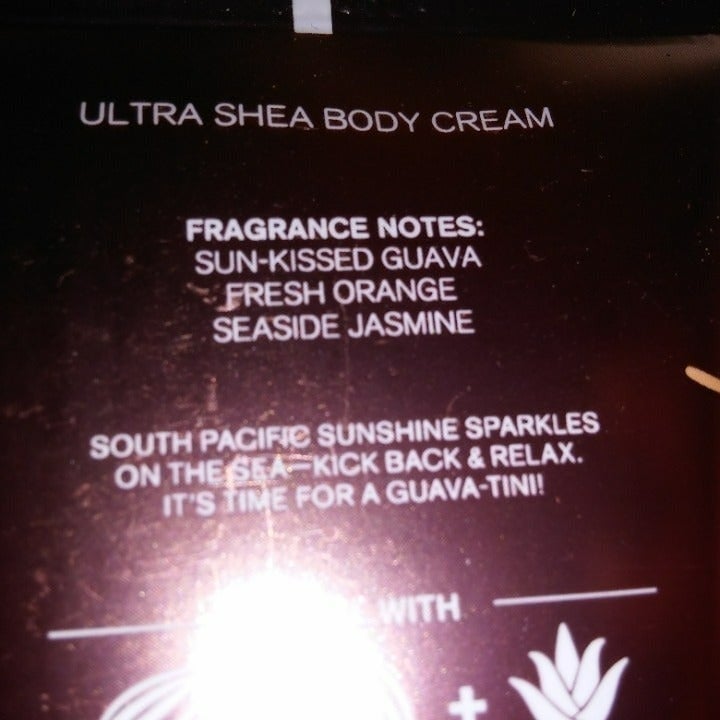 ULTRA SHEA BODY CREAM
FRAGRANCE NOTES:
SUN-KISSED GUAVA
FRESH ORANGE
SEASIDE JASMINE
SOUTH PACIFIC SUNSHINE SPARKLES
ON THE SEA—KICK BACK & RELAX.
IT'S TIME FOR A GUAVA-TINI!
WITH
+